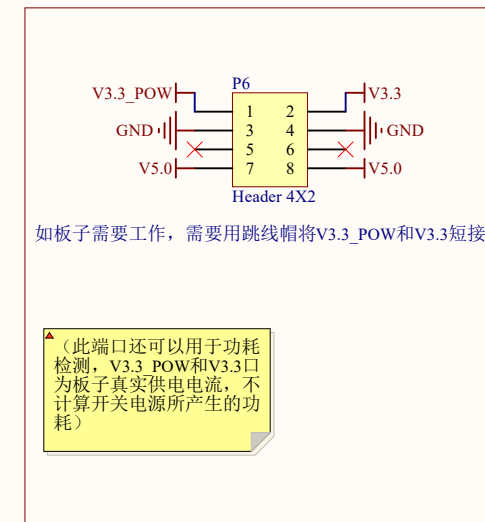 P6
V3.3_POW V3.3
1 2
GND 3 4 GND
5 6
V5.0 7 8 V5.0
Header 4X2
如板子需要工作，需要用跳线帽将V3.3_POW和V3.3短接
（此端口还可以用于功耗
检测，V3.3_POW和V3.3口
为板子真实供电电流，不
计算开关电源所产生的功
耗）